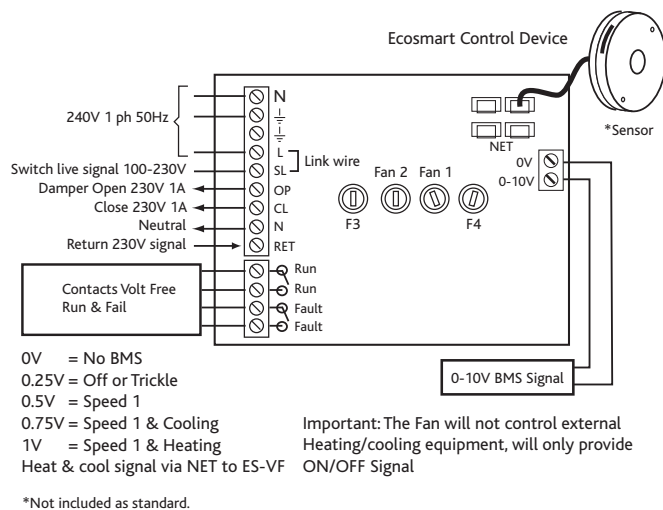 Ecosmart Control Device
*Sensor
240V 1 ph 50Hz
N
L
Link wire
Switch live signal 100-230V
SL
Damper Open 230V 1A
OP
Close 230V 1A
CL
Neutral
N
Return 230V signal
RET
NET
0V
0-10V
Fan 2 Fan 1
F3
F4
Contacts Volt Free
Run & Fail
Run
Run
Fault
Fault
0-10V BMS Signal
0V = No BMS
0.25V = Off or Trickle
0.5V = Speed 1
0.75V = Speed 1 & Cooling
1V = Speed 1 & Heating
Heat & cool signal via NET to ES-VF
Important: The Fan will not control external
Heating/cooling equipment, will only provide
ON/OFF Signal
*Not included as standard.